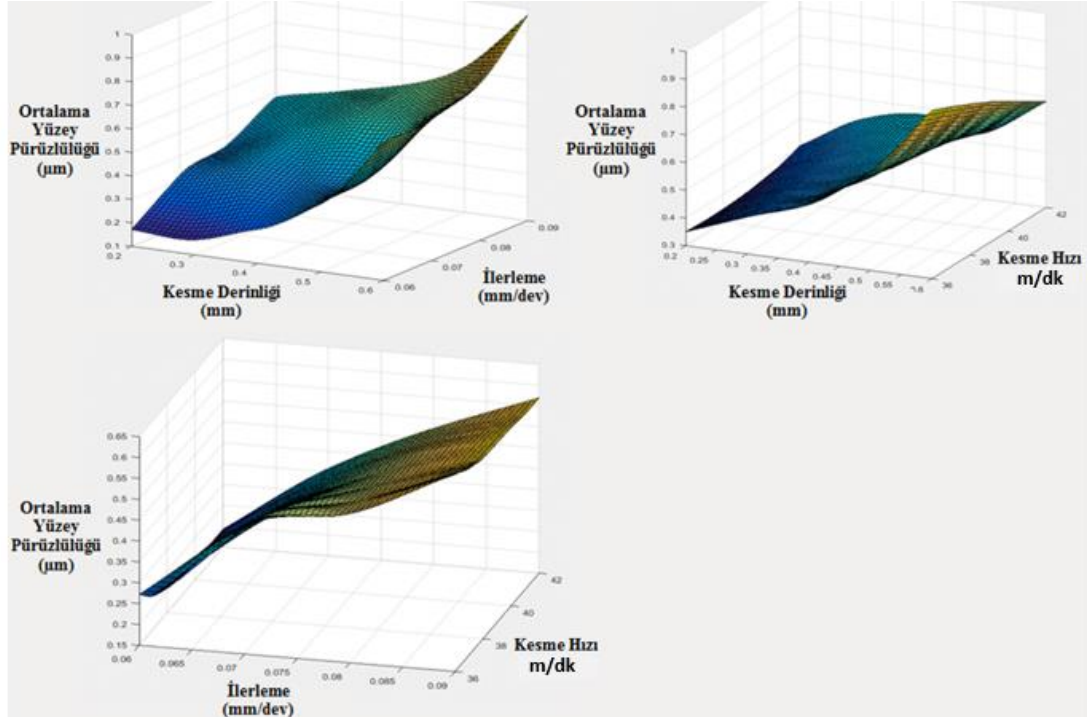 1
0.9
0.8
0.7
0.6
0.5
0.4
0.3
0.2
0.1
Ortalama
Yüzey
Pürüzlülüğü
(µm)
0.2
0.3
0.4
0.5
0.6
Kesme Derinliği
(mm)
0.06
0.07
0.08
0.09
İlerleme
(mm/dev)
1
0.9
0.8
0.7
0.6
0.5
0.4
0.3
Ortalama
Yüzey
Pürüzlülüğü
(µm)
0.2
0.25
0.3
0.35
0.4
0.45
0.5
0.55
Kesme Derinliği
(mm)
36
38
40
42
Kesme Hızı
m/dk
0.65
0.6
0.55
0.5
0.45
0.4
0.35
0.3
0.25
0.2
0.15
Ortalama
Yüzey
Pürüzlülüğü
(µm)
0.06
0.065
0.07
0.075
0.08
0.085
0.09
İlerleme
(mm/dev)
36
38
40
42
Kesme Hızı
m/dk